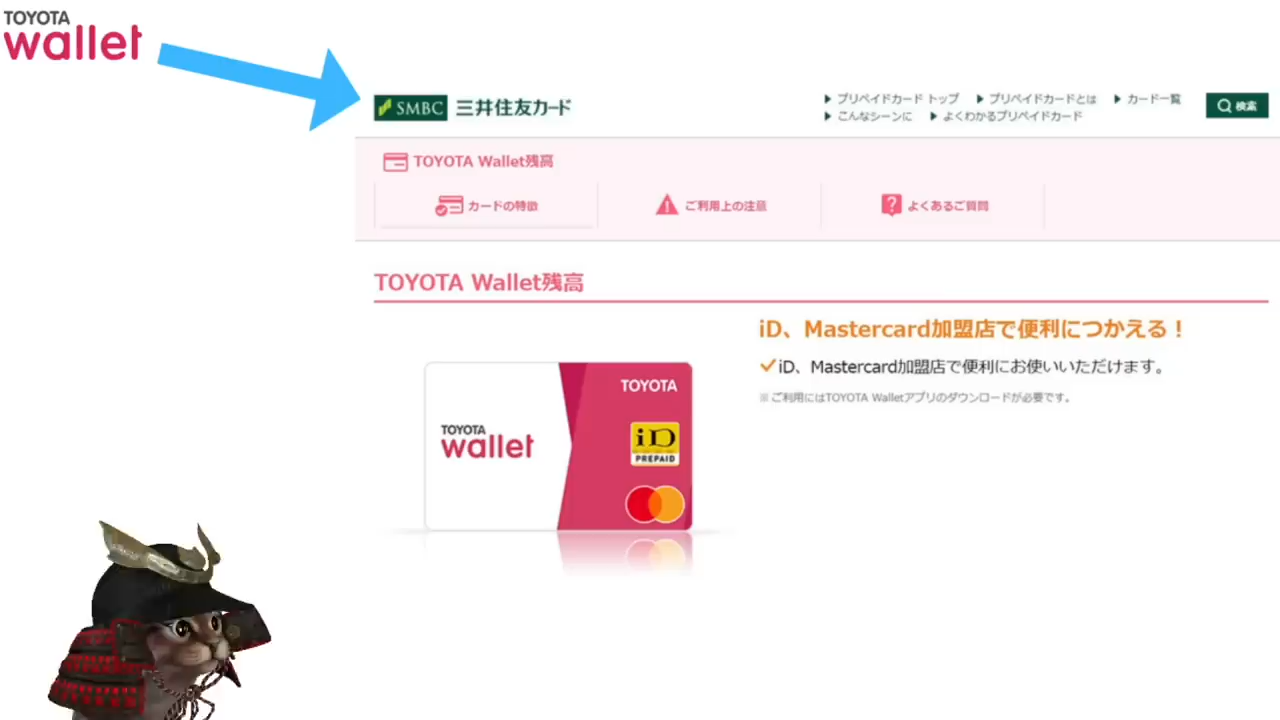 TOYOTA
wallet
SMBC 三井住友カード
プリペイドカード トップ プリペイドカードとは カード一覧
こんなシーンに よくわかるプリペイドカード
検索
TOYOTA Wallet残高
カードの特徴 ご利用上の注意 よくあるご質問
TOYOTA Wallet残高
iD、Mastercard加盟店で便利につかえる！
iD、Mastercard加盟店で便利にお使いいただけます。
※ご利用にはTOYOTA Walletアプリのダウンロードが必要です。
TOYOTA
TOYOTA
wallet
iD
PREPAID